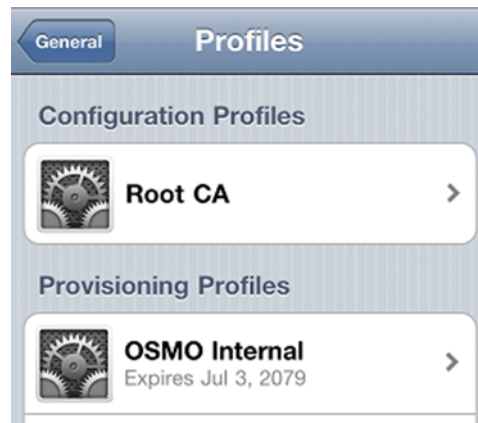 General
Profiles
Configuration Profiles
Root CA
Provisioning Profiles
OSMO Internal
Expires Jul 3, 2079